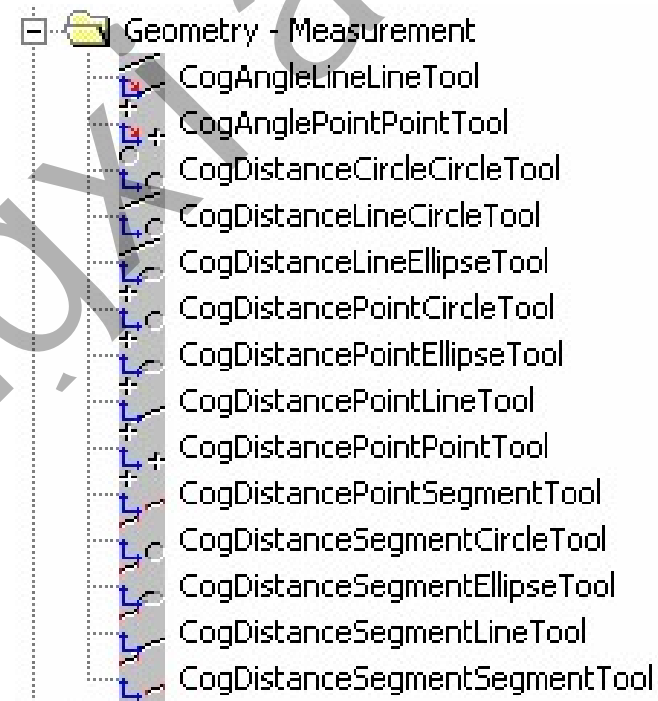 Geometry - Measurement
CogAngleLineLineTool
CogAnglePointPointTool
CogDistanceCircleCircleTool
CogDistanceLineCircleTool
CogDistanceLineEllipseTool
CogDistancePointCircleTool
CogDistancePointEllipseTool
CogDistancePointLineTool
CogDistancePointPointTool
CogDistancePointSegmentTool
CogDistanceSegmentCircleTool
CogDistanceSegmentEllipseTool
CogDistanceSegmentLineTool
CogDistanceSegmentSegmentTool